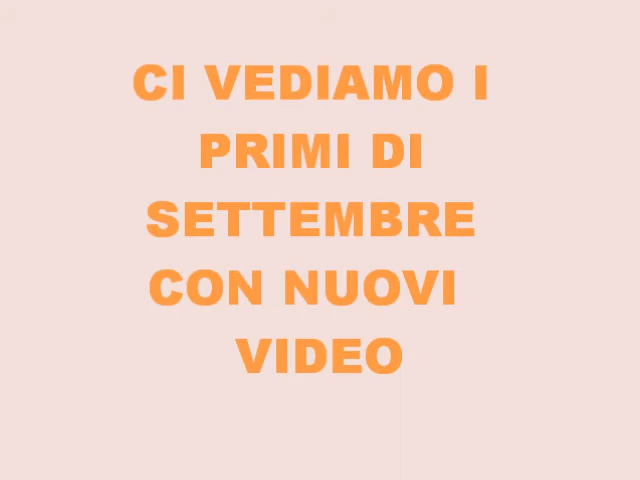 CI VEDIAMO I
PRIMI DI
SETTEMBRE
CON NUOVI
VIDEO